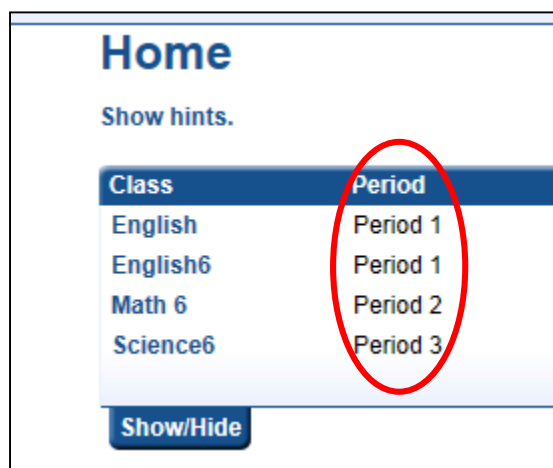 Home
Show hints.
Class Period
English Period 1
English6 Period 1
Math 6 Period 2
Science6 Period 3
Show/Hide